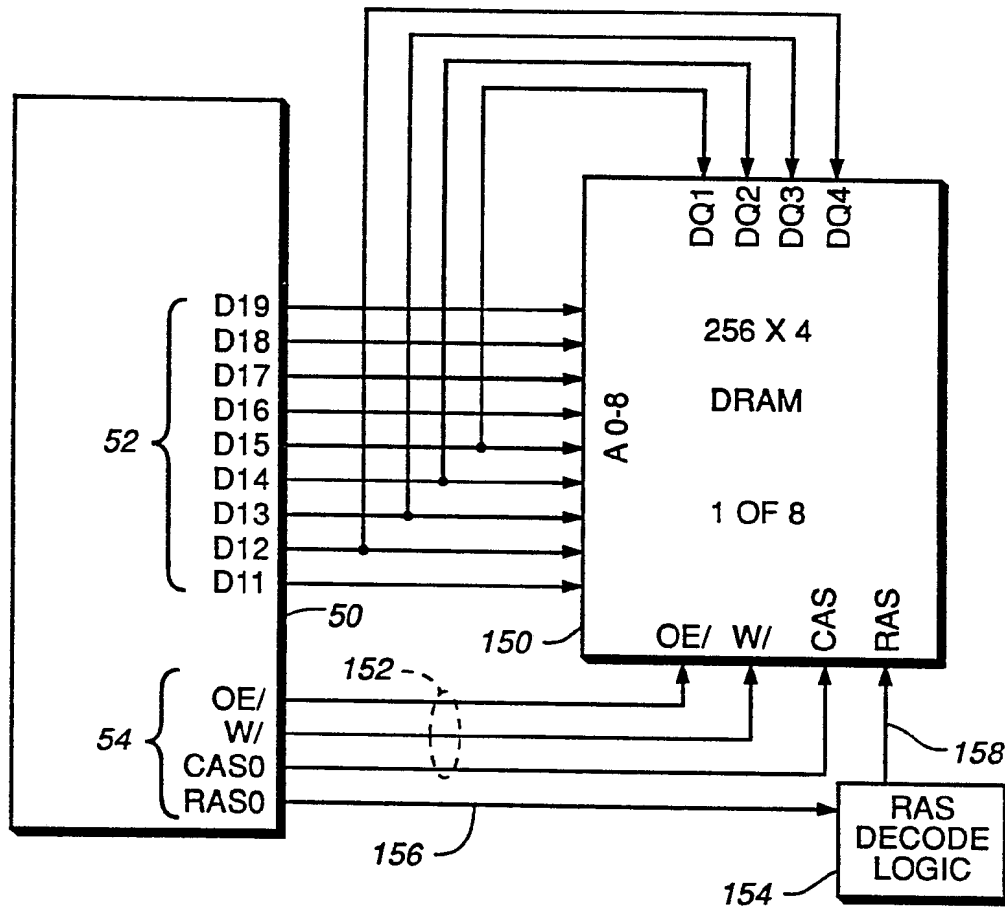 DQ1
DQ2
DQ3
DQ4
D19
D18
D17
D16
D15
D14
D13
D12
D11
52
A 0-8
256 X 4
DRAM
1 OF 8
50
150
OE/
W/
CAS
RAS
152
54
OE/
W/
CAS0
RAS0
156
158
RAS
DECODE
LOGIC
154